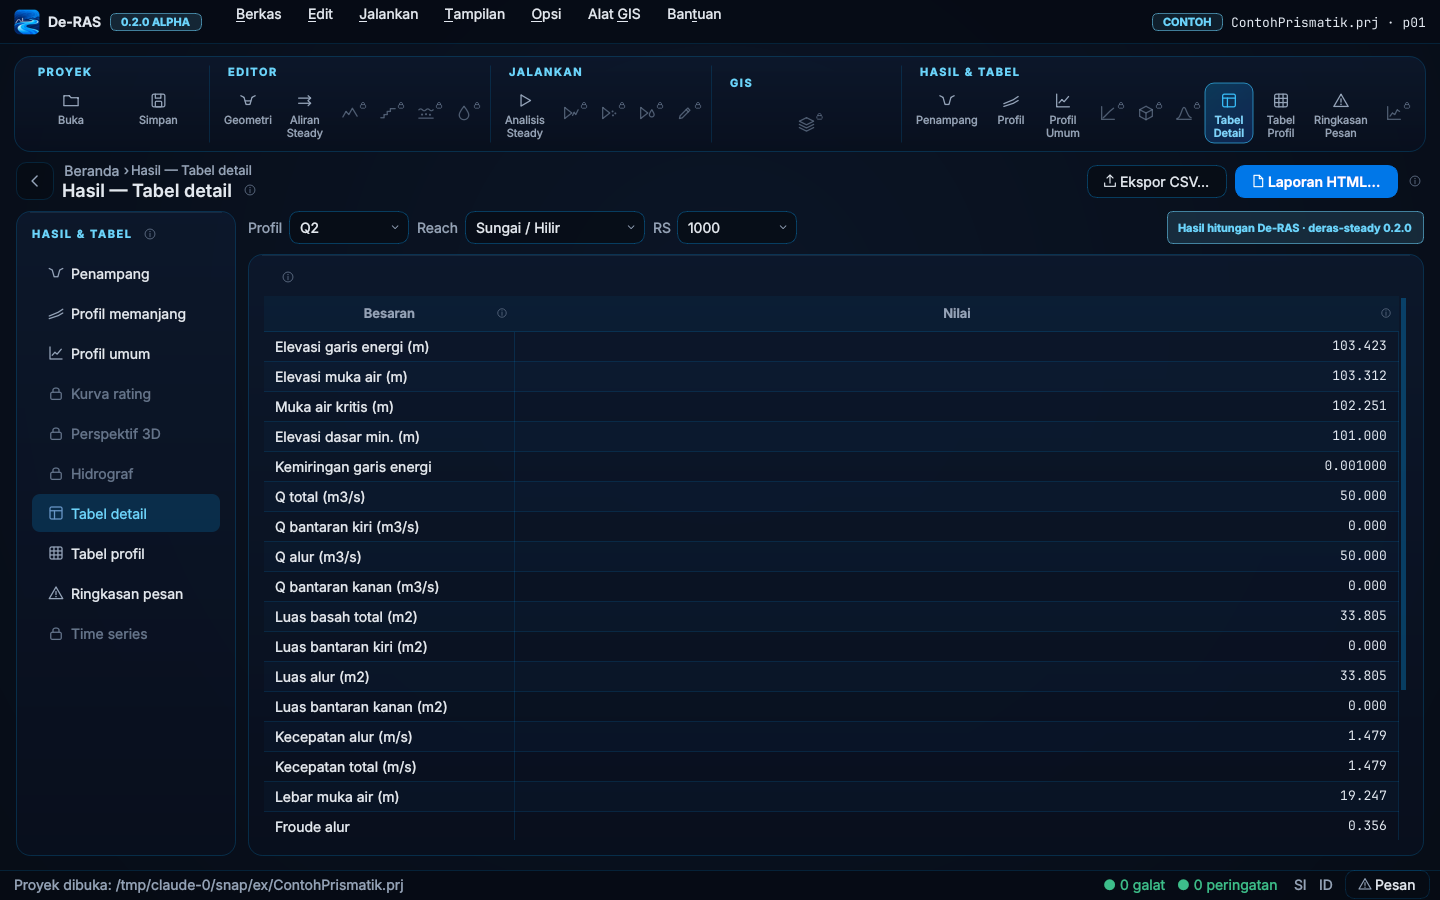 De-RAS 0.2.0 ALPHA Berkas Edit Jalankan Tampilan Opsi Alat GIS Bantuan CONTOH ContohPrismatik.prj · p01
PROYEK EDITOR JALANKAN GIS HASIL & TABEL
Buka Simpan Geometri Aliran Steady Analisis Steady Penampang Profil Profil Umum Tabel Detail Tabel Profil Ringkasan Pesan
Beranda › Hasil — Tabel detail
Hasil — Tabel detail
Ekspor CSV... Laporan HTML...
HASIL & TABEL
Penampang
Profil memanjang
Profil umum
Kurva rating
Perspektif 3D
Hidrograf
Tabel detail
Tabel profil
Ringkasan pesan
Time series
Profil Q2 Reach Sungai / Hilir RS 1000 Hasil hitungan De-RAS · deras-steady 0.2.0
Besaran Nilai
Elevasi garis energi (m) 103.423
Elevasi muka air (m) 103.312
Muka air kritis (m) 102.251
Elevasi dasar min. (m) 101.000
Kemiringan garis energi 0.001000
Q total (m3/s) 50.000
Q bantaran kiri (m3/s) 0.000
Q alur (m3/s) 50.000
Q bantaran kanan (m3/s) 0.000
Luas basah total (m2) 33.805
Luas bantaran kiri (m2) 0.000
Luas alur (m2) 33.805
Luas bantaran kanan (m2) 0.000
Kecepatan alur (m/s) 1.479
Kecepatan total (m/s) 1.479
Lebar muka air (m) 19.247
Froude alur 0.356
Proyek dibuka: /tmp/claude-0/snap/ex/ContohPrismatik.prj 0 galat 0 peringatan SI ID Pesan